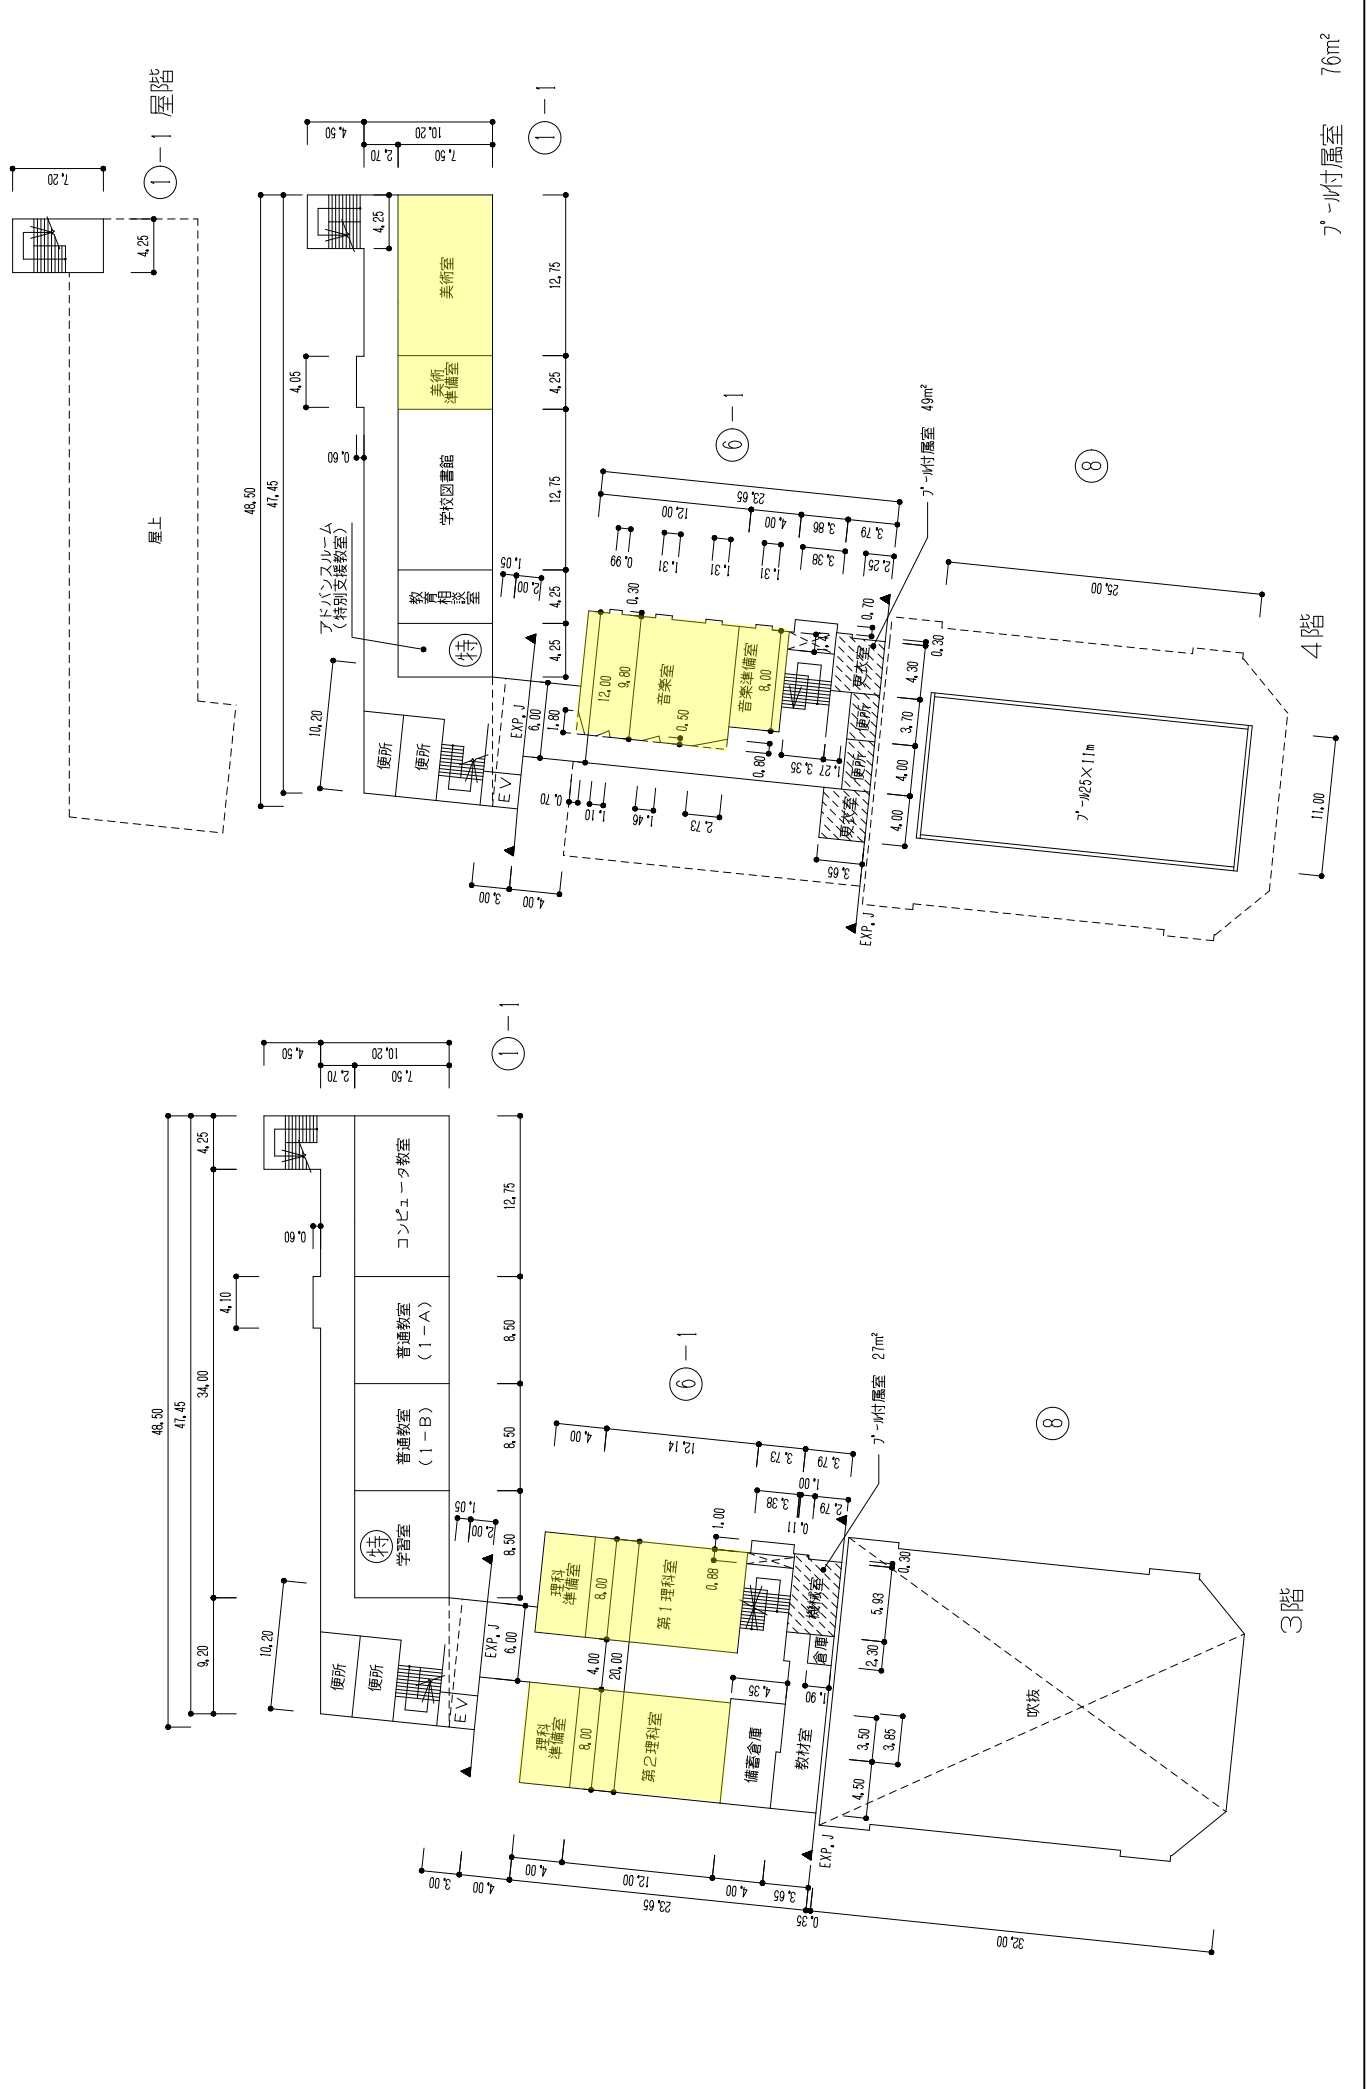 7.20
①-1 屋階
4.25
屋上
48.50
47.45
4.50
10.20
2.70
7.50
①-1
4.25
4.05
0.60
美術室
美術
準備室
学校図書館
教育相談室
アドバンスルーム
(特別支援教室)
特
12.75
4.25
12.75
4.25
4.25
1.05
2.00
10.20
便所
便所
EV
EXP.J
6.00
1.80
3.00
4.00
⑥-1
23.65
12.00
4.00
3.86
3.79
0.99
1.31
1.31
1.31
3.38
2.25
0.30
12.00
9.80
音楽室
0.50
音楽準備室
8.00
0.70
1.10
1.46
2.73
0.80
3.35
1.27
更衣室
便所
便所
更衣室
0.70
0.30
プール付属室 49m²
4.30
3.70
4.00
4.00
3.65
EXP.J
⑧
25.00
プール25×11m
11.00
4階
プール付属室 76m²
48.50
47.45
34.00
4.25
9.20
4.10
0.60
4.50
10.20
2.70
7.50
①-1
コンピュータ教室
普通教室
(1-A)
普通教室
(1-B)
特
学習室
12.75
8.50
8.50
8.50
1.05
2.00
10.20
便所
便所
EV
EXP.J
6.00
⑥-1
4.00
12.14
3.73
3.79
3.38
0.11
1.00
2.79
1.00
0.88
理科
準備室
8.00
第1理科室
4.00
20.00
理科
準備室
8.00
第2理科室
4.35
備蓄倉庫
教材室
倉庫
1.90
機械室
プール付属室 27m²
0.30
5.93
2.30
3.50
3.85
4.50
EXP.J
3.00
4.00
4.00
12.00
4.00
3.65
23.65
0.35
32.00
⑧
吹抜
3階